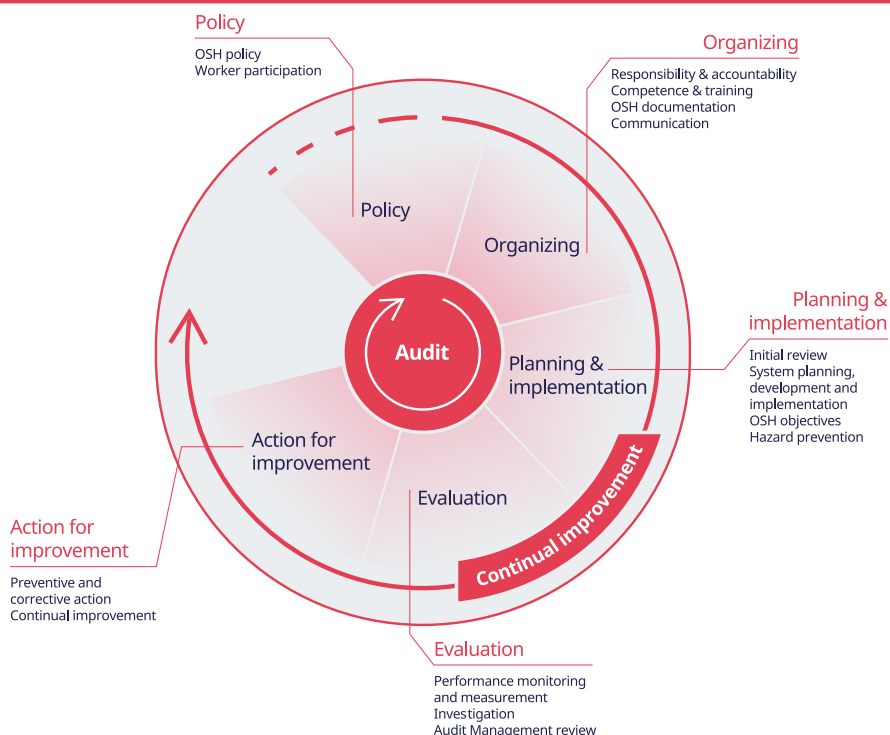 Policy
OSH policy
Worker participation
Organizing
Responsibility & accountability
Competence & training
OSH documentation
Communication
Policy
Organizing
Planning &
implementation
Initial review
System planning,
development and
implementation
OSH objectives
Hazard prevention
Audit
Planning &
implementation
Action for
improvement
Evaluation
Continual improvement
Action for
improvement
Preventive and
corrective action
Continual improvement
Evaluation
Performance monitoring
and measurement
Investigation
Audit Management review